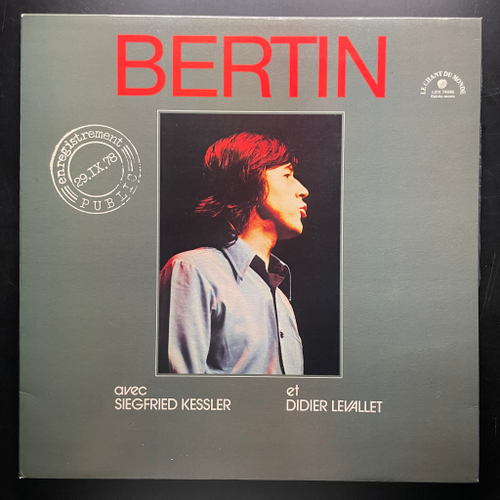 BERTIN
LE CHANT DU MONDE
enregistrement
29.IX.78
PUBLIC
avec
SIEGFRIED KESSLER
et
DIDIER LEVALLET